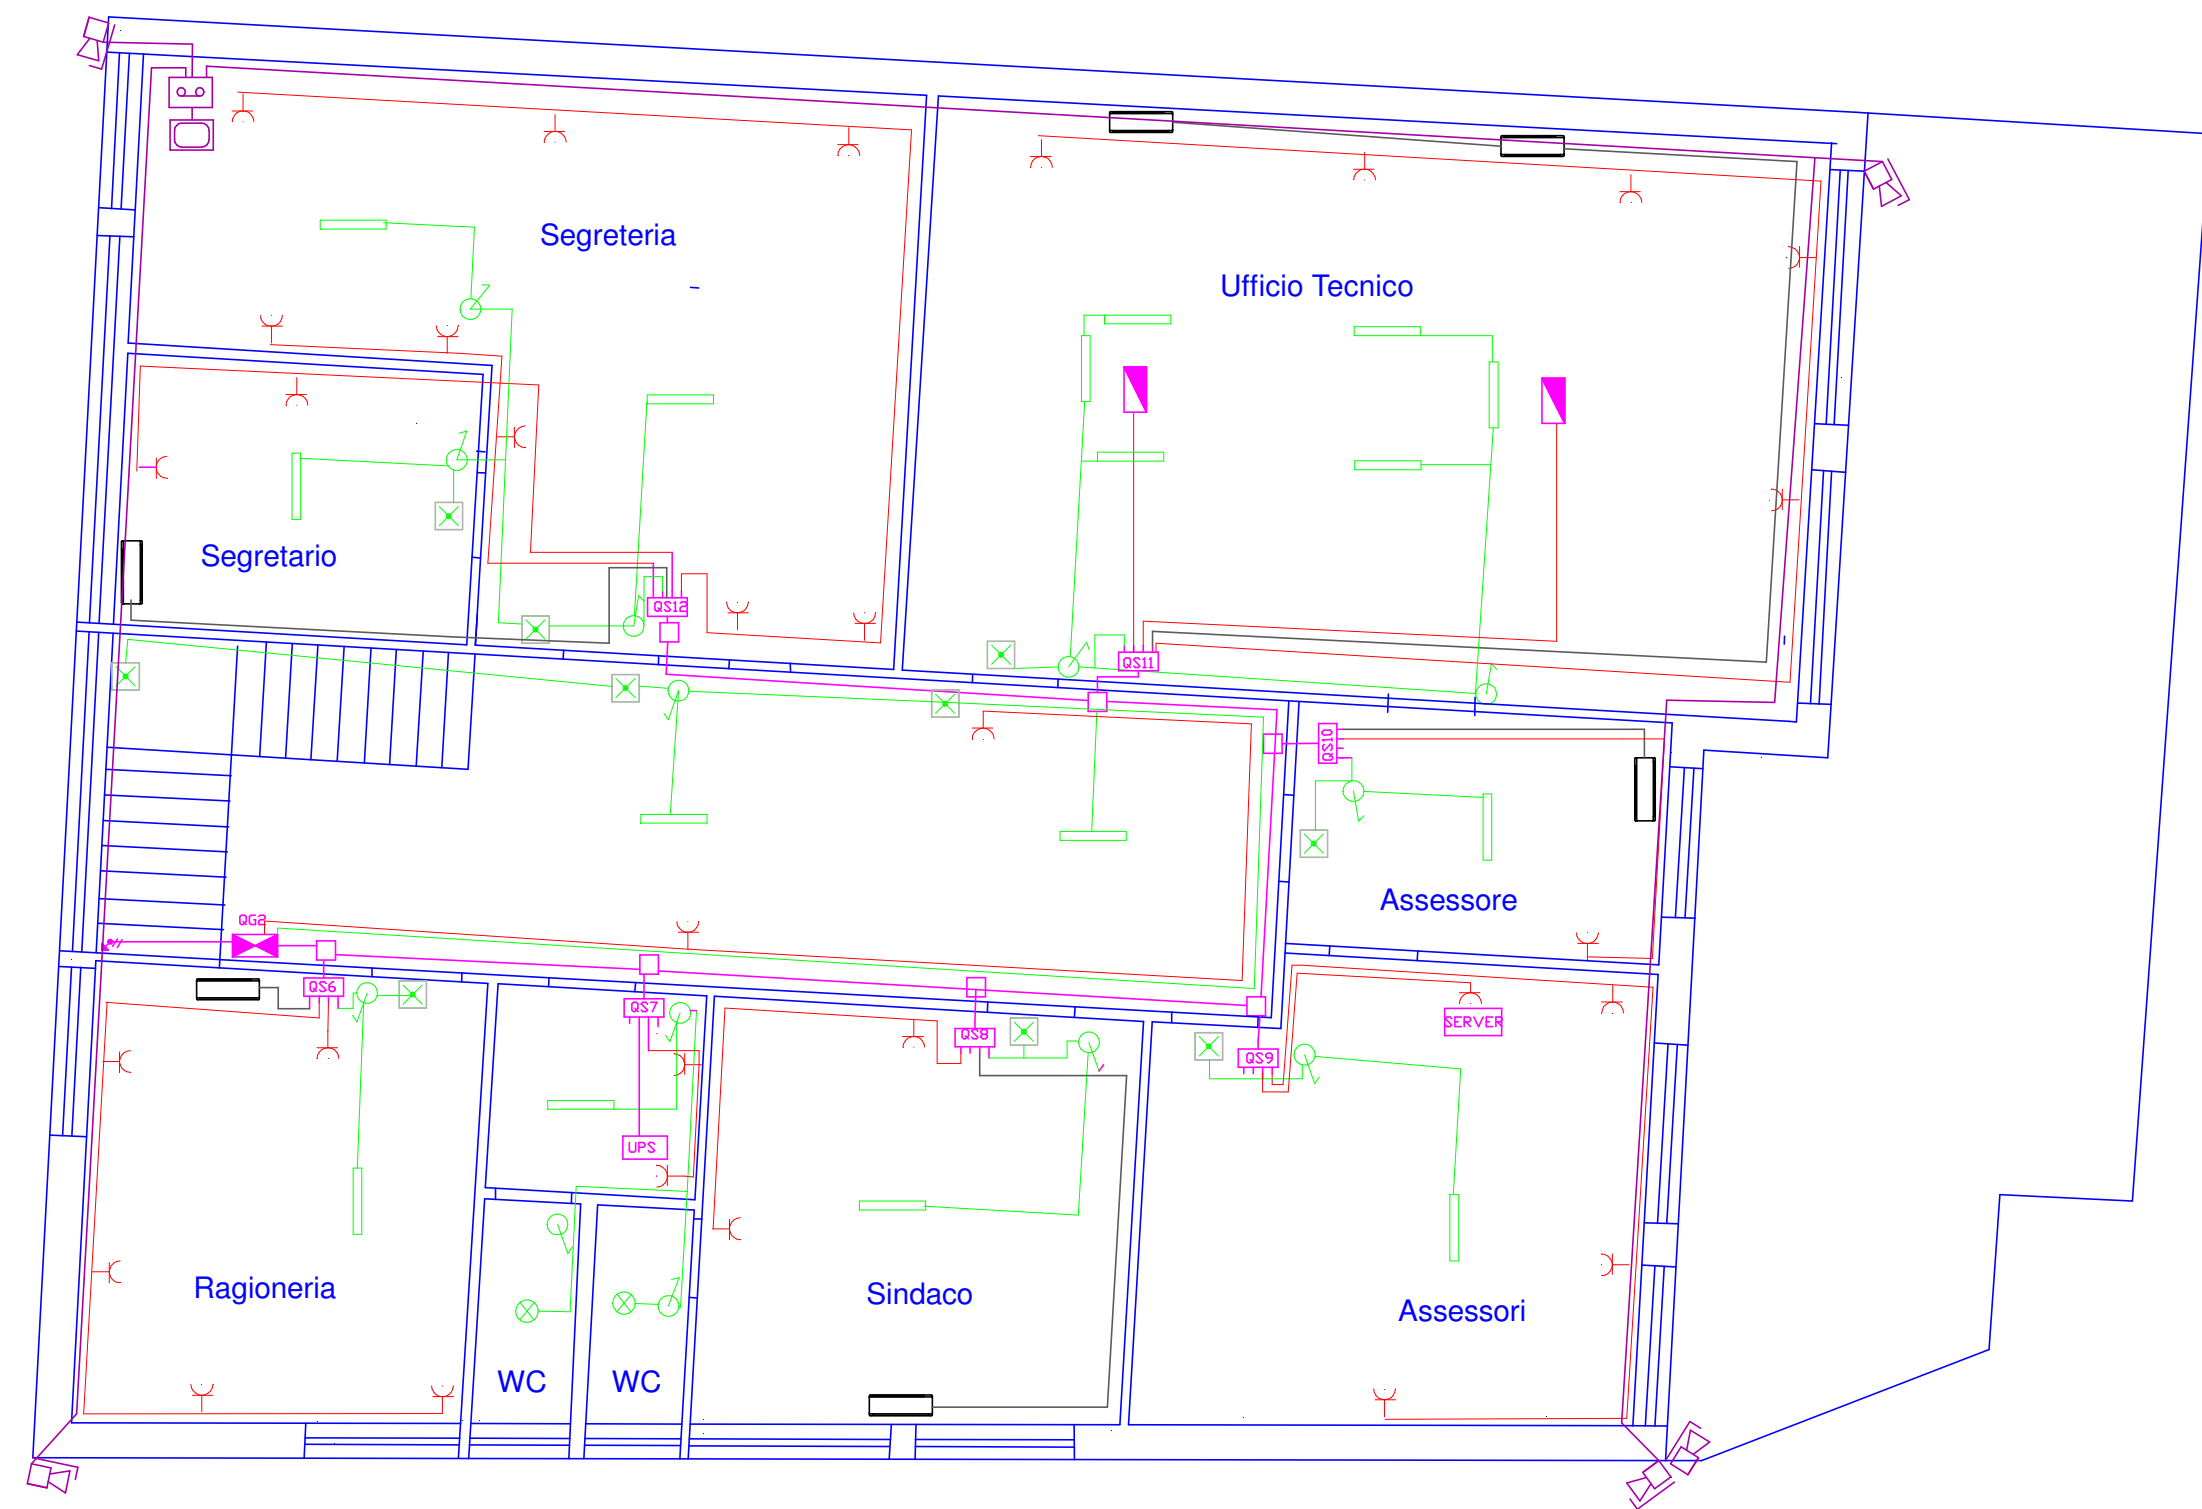 Segreteria
Ufficio Tecnico
Segretario
QS12
QS11
QS10
Assessore
QG2
QS6
QS7
QS8
QS9
SERVER
UPS
Ragioneria
Sindaco
Assessori
WC
WC